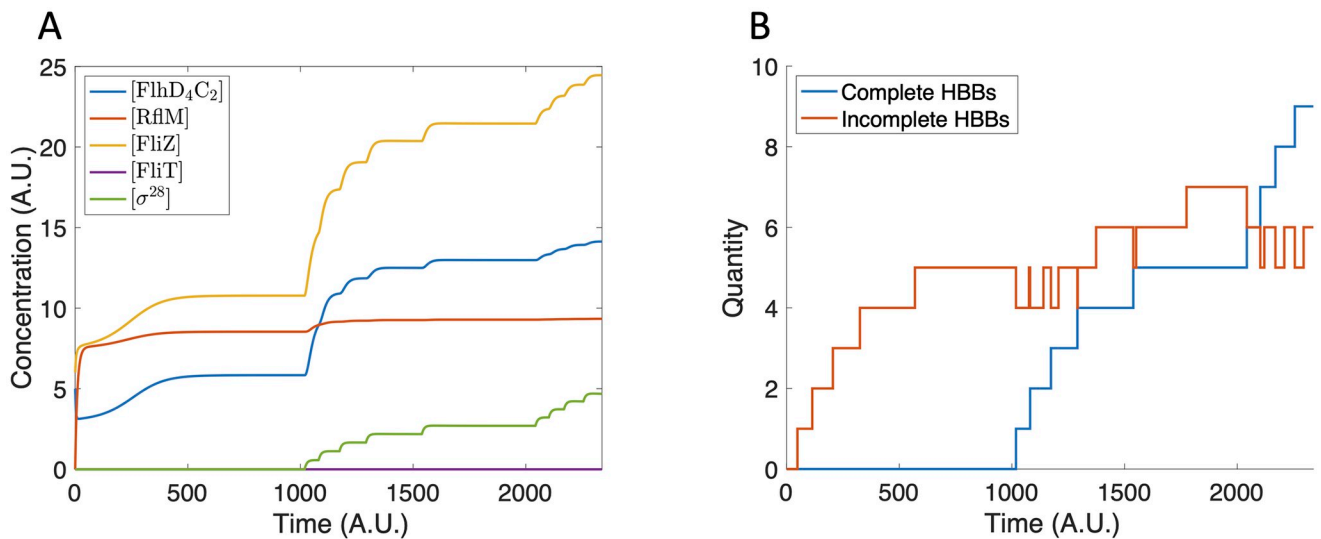 A
25
20
15
10
5
0
Concentration (A.U.)
[FlhD₄C₂]
[RflM]
[FliZ]
[FliT]
[σ²⁸]
0 500 1000 1500 2000
Time (A.U.)
B
10
8
6
4
2
0
Quantity
Complete HBBs
Incomplete HBBs
0 500 1000 1500 2000
Time (A.U.)